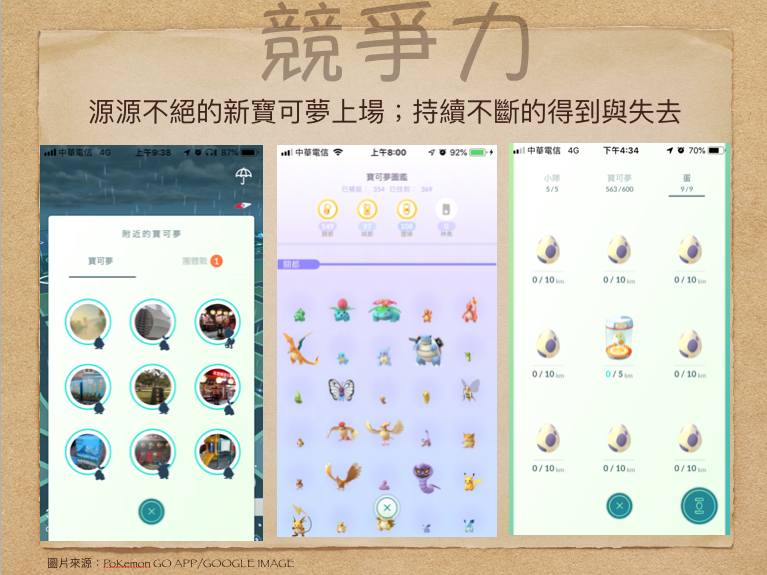 競爭力
源源不絕的新寶可夢上場；持續不斷的得到與失去
中華電信 4G 上午9:38 87%
附近的寶可夢
寶可夢 團體戰 1
中華電信 上午8:00 92%
寶可夢圖鑑
已捕捉： 354 已找到： 369
關都
中華電信 4G 下午4:34 70%
小隊 寶可夢 蛋
5/5 563/600 9/9
0 / 10 km 0 / 10 km 0 / 10 km
0 / 10 km 0 / 5 km 0 / 10 km
0 / 10 km 0 / 10 km 0 / 10 km
圖片來源：PoKemon GO APP/GOOGLE IMAGE